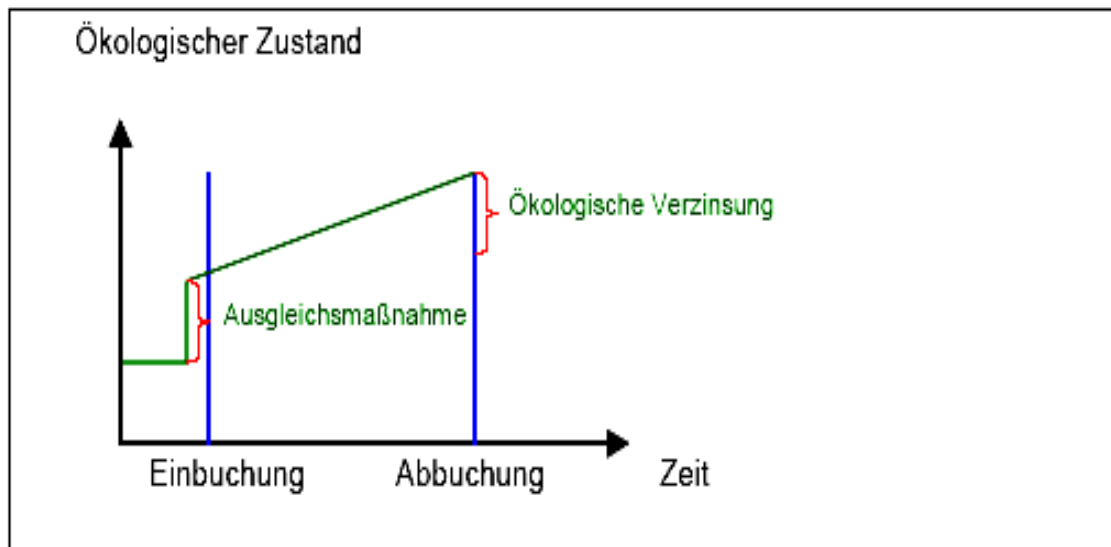 Ökologischer Zustand
Ökologische Verzinsung
Ausgleichsmaßnahme
Einbuchung
Abbuchung
Zeit